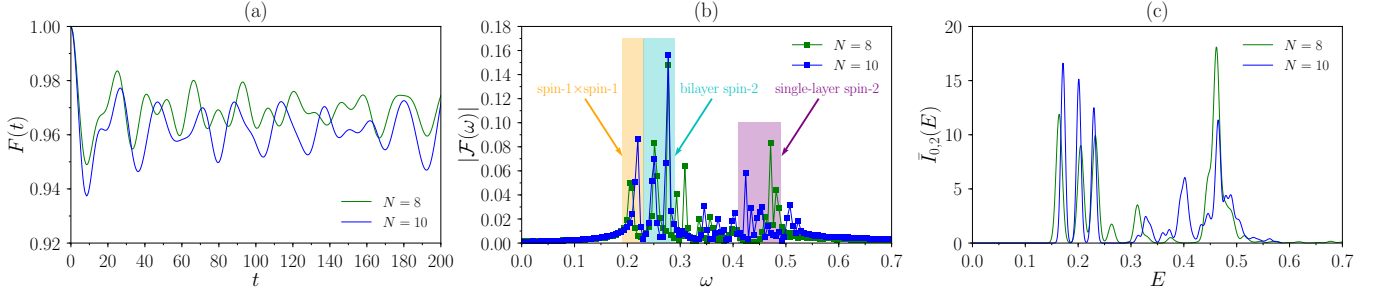 (a)
1.00
0.98
0.96
0.94
0.92
F(t)
0 20 40 60 80 100 120 140 160 180 200
t
N = 8
N = 10
(b)
0.18
0.16
0.14
0.12
0.10
0.08
0.06
0.04
0.02
0.00
|𝓕(ω)|
0.0 0.1 0.2 0.3 0.4 0.5 0.6 0.7
ω
N = 8
N = 10
spin-1×spin-1
bilayer spin-2
single-layer spin-2
(c)
20
15
10
5
0
Ī₀,₂(E)
0.0 0.1 0.2 0.3 0.4 0.5 0.6 0.7
E
N = 8
N = 10